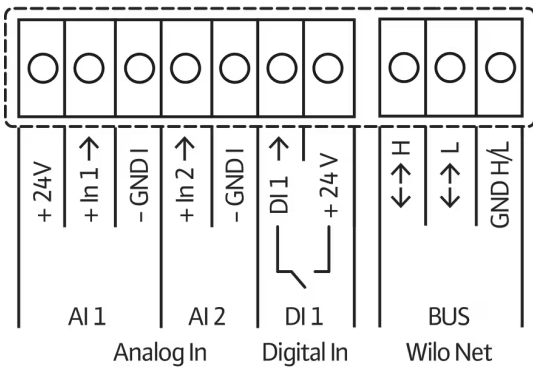 + 24V
+ In 1 →
– GND I
+ In 2 →
– GND I
DI 1 →
+ 24 V
←→ H
←→ L
GND H/L
AI 1
AI 2
DI 1
BUS
Analog In
Digital In
Wilo Net